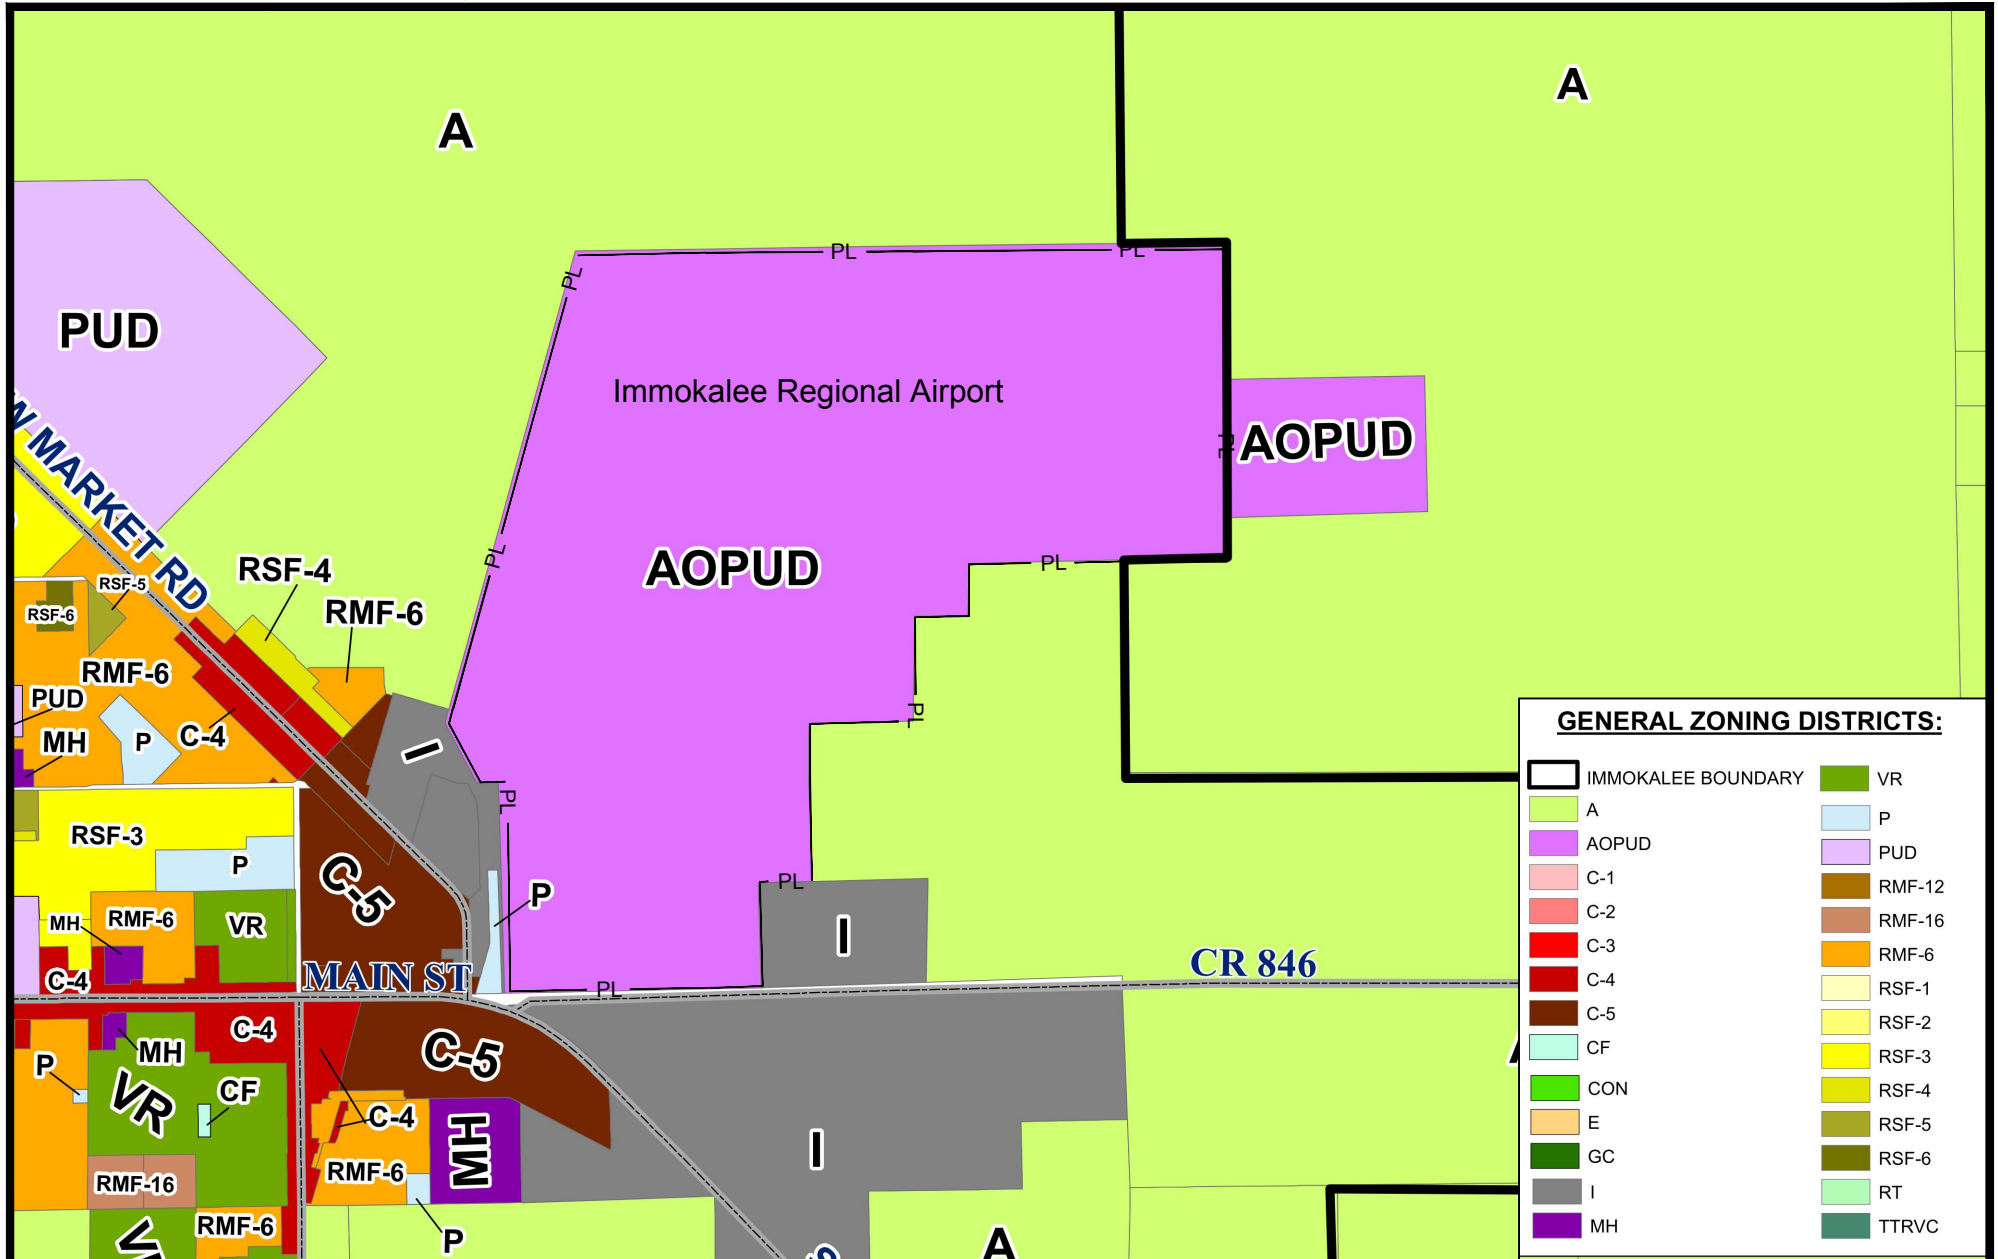 A
A
PL
PL
PL
PUD
Immokalee Regional Airport
PL
AOPUD
W MARKET RD
PL
AOPUD
PL
RSF-4
RSF-5
RMF-6
RSF-6
RMF-6
PUD
PL
C-4
P
MH
I
GENERAL ZONING DISTRICTS:
IMMOKALEE BOUNDARY
A
AOPUD
C-1
C-2
C-3
C-4
C-5
CF
CON
E
GC
I
MH
VR
P
PUD
RMF-12
RMF-16
RMF-6
RSF-1
RSF-2
RSF-3
RSF-4
RSF-5
RSF-6
RT
TTRVC
PL
RSF-3
P
C-5
PL
P
MH
RMF-6
VR
I
C-4
MAIN ST
CR 846
PL
C-4
MH
C-5
P
VR
CF
C-4
MH
I
RMF-16
RMF-6
RMF-6
P
A